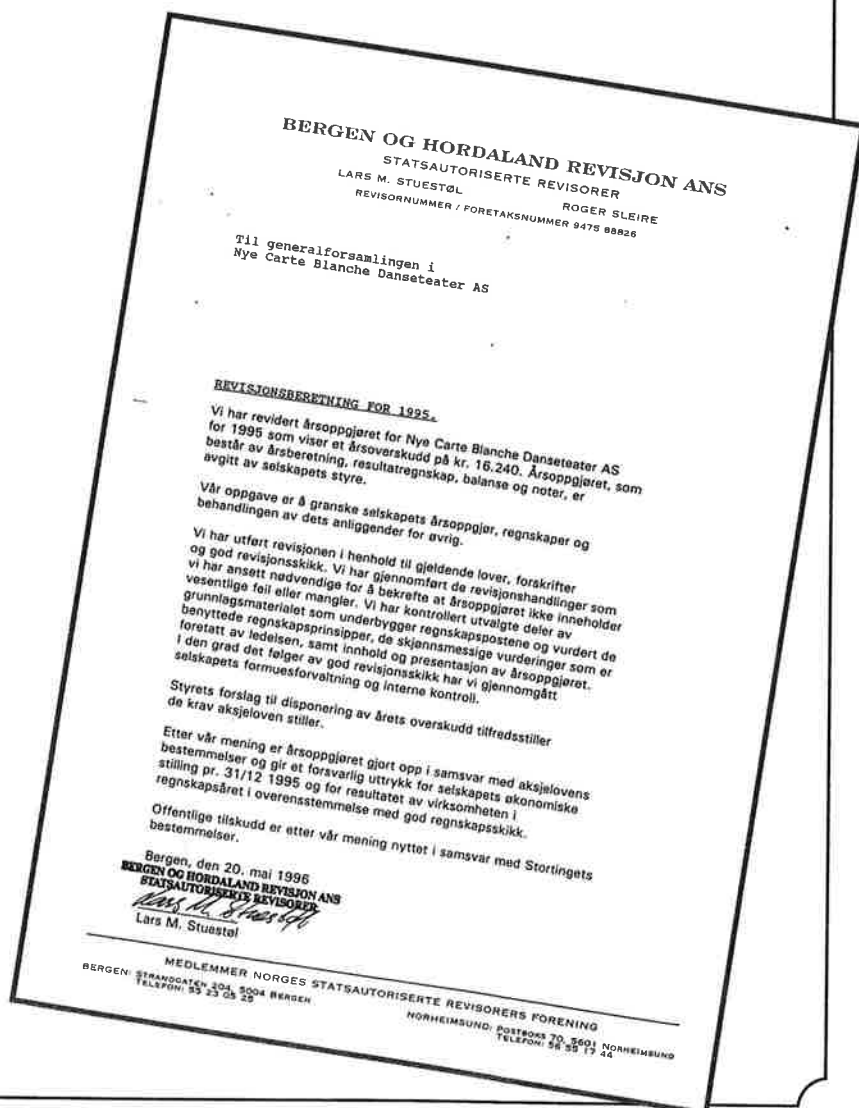 BERGEN OG HORDALAND REVISJON ANS
STATSAUTORISERTE REVISORER
LARS M. STUESTØL ROGER SLEIRE
REVISORNUMMER / FORETAKSNUMMER 9475 88826
Til generalforsamlingen i
Nye Carte Blanche Danseteater AS
REVISJONSBERETNING FOR 1995.
Vi har revidert årsoppgjøret for Nye Carte Blanche Danseteater AS
for 1995 som viser et årsoverskudd på kr. 16.240. Årsoppgjøret, som
består av årsberetning, resultatregnskap, balanse og noter, er
avgitt av selskapets styre.
Vår oppgave er å granske selskapets årsoppgjør, regnskaper og
behandlingen av dets anliggender for øvrig.
Vi har utført revisjonen i henhold til gjeldende lover, forskrifter
og god revisjonsskikk. Vi har gjennomført de revisjonshandlinger som
vi har ansett nødvendige for å bekrefte at årsoppgjøret ikke inneholder
vesentlige feil eller mangler. Vi har kontrollert utvalgte deler av
grunnlagsmaterialet som underbygger regnskapspostene og vurdert de
benyttede regnskapsprinsipper, de skjønnsmessige vurderinger som er
foretatt av ledelsen, samt innhold og presentasjon av årsoppgjøret.
I den grad det følger av god revisjonsskikk har vi gjennomgått
selskapets formuesforvaltning og interne kontroll.
Styrets forslag til disponering av årets overskudd tilfredsstiller
de krav aksjeloven stiller.
Etter vår mening er årsoppgjøret gjort opp i samsvar med aksjelovens
bestemmelser og gir et forsvarlig uttrykk for selskapets økonomiske
stilling pr. 31/12 1995 og for resultatet av virksomheten i
regnskapsåret i overensstemmelse med god regnskapsskikk.
Offentlige tilskudd er etter vår mening nyttet i samsvar med Stortingets
bestemmelser.
Bergen, den 20. mai 1996
BERGEN OG HORDALAND REVISJON ANS
STATSAUTORISERTE REVISORER
Lars M. Stuestøl
Lars M. Stuestøl
MEDLEMMER NORGES STATSAUTORISERTE REVISORERS FORENING
BERGEN: STRANDGATEN 204, 5004 BERGEN
TELEFON: 55 23 05 25
NORHEIMSUND: POSTBOKS 70, 5601 NORHEIMSUND
TELEFON: 56 55 17 44